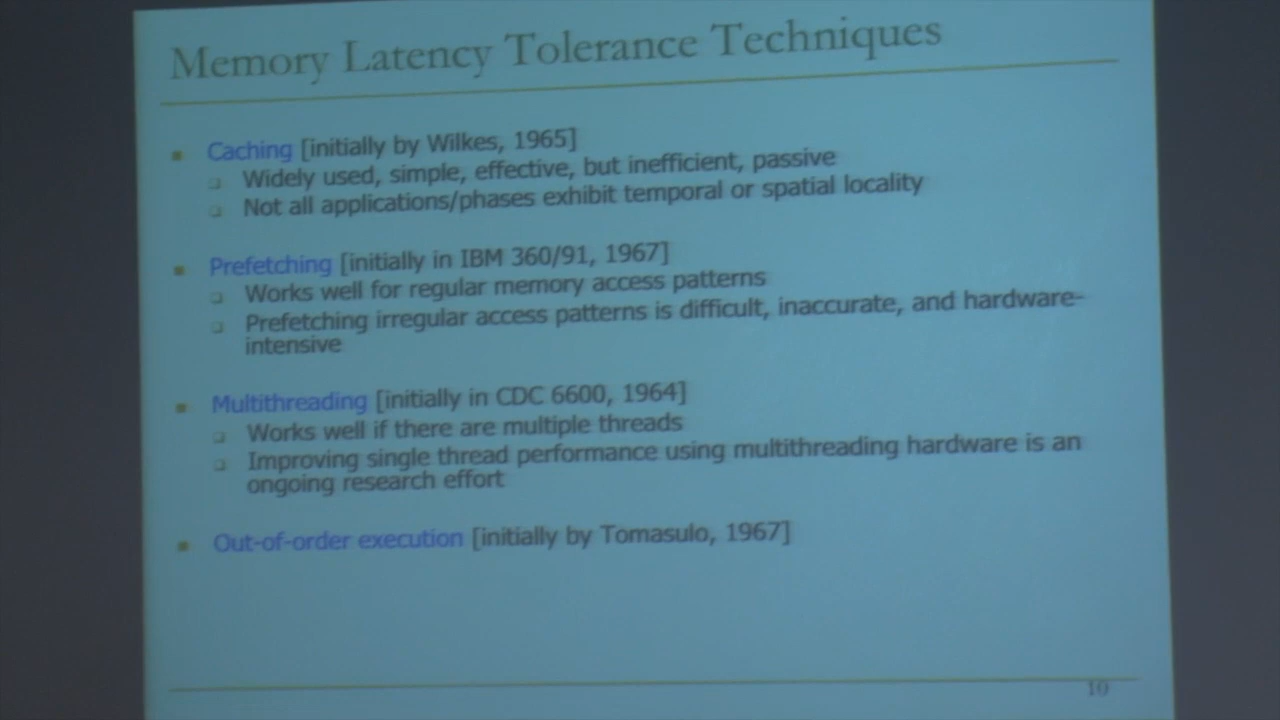 Memory Latency Tolerance Techniques
Caching [initially by Wilkes, 1965]
Widely used, simple, effective, but inefficient, passive
Not all applications/phases exhibit temporal or spatial locality
Prefetching [initially in IBM 360/91, 1967]
Works well for regular memory access patterns
Prefetching irregular access patterns is difficult, inaccurate, and hardware-
intensive
Multithreading [initially in CDC 6600, 1964]
Works well if there are multiple threads
Improving single thread performance using multithreading hardware is an
ongoing research effort
Out-of-order execution [initially by Tomasulo, 1967]
10